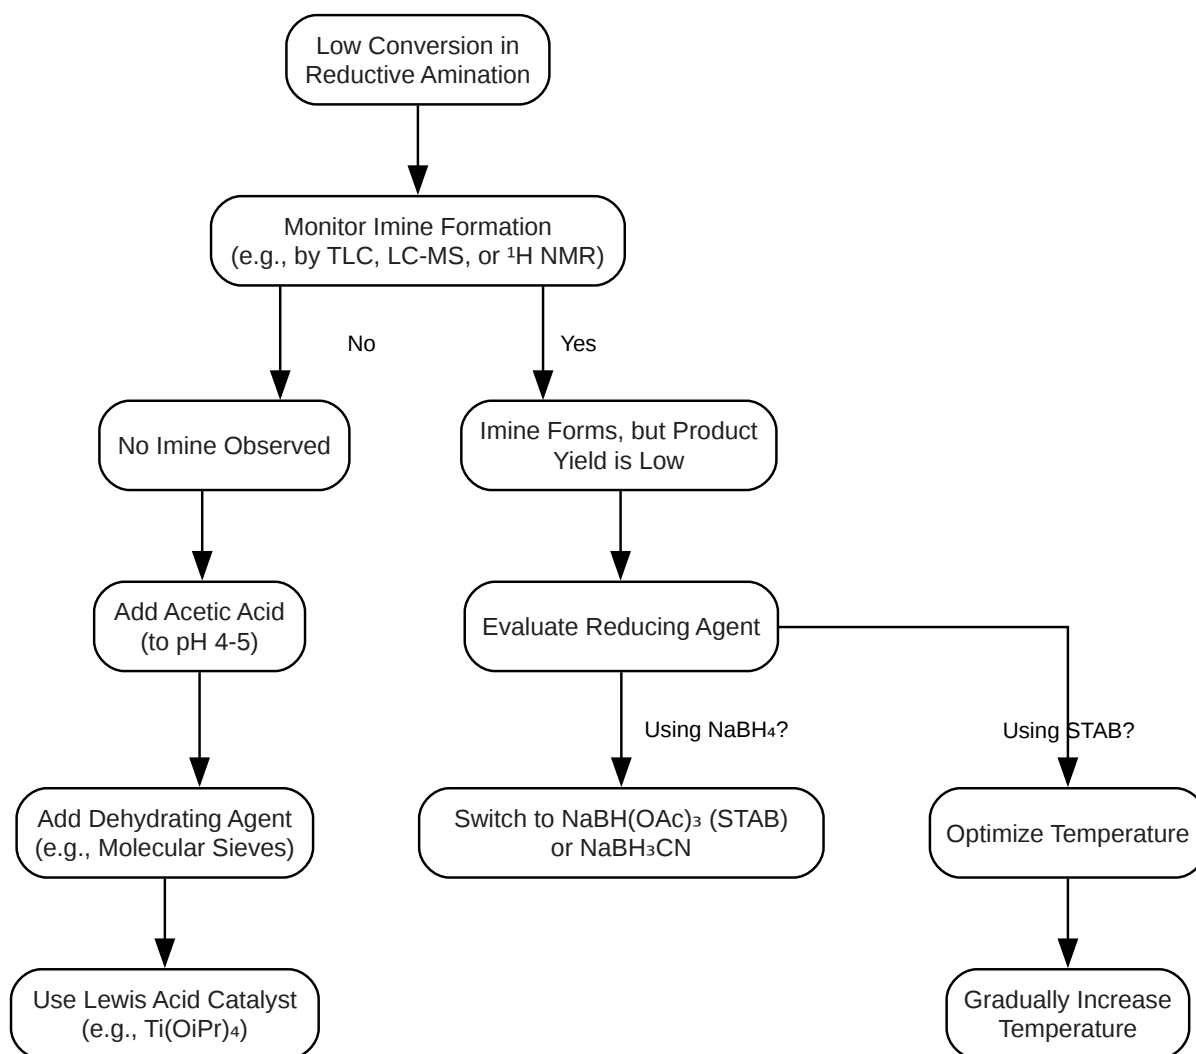 Low Conversion in
Reductive Amination
Monitor Imine Formation
(e.g., by TLC, LC-MS, or ¹H NMR)
No
Yes
No Imine Observed
Imine Forms, but Product
Yield is Low
Add Acetic Acid
(to pH 4-5)
Evaluate Reducing Agent
Using NaBH₄?
Using STAB?
Add Dehydrating Agent
(e.g., Molecular Sieves)
Switch to NaBH(OAc)₃ (STAB)
or NaBH₃CN
Optimize Temperature
Use Lewis Acid Catalyst
(e.g., Ti(OiPr)₄)
Gradually Increase
Temperature